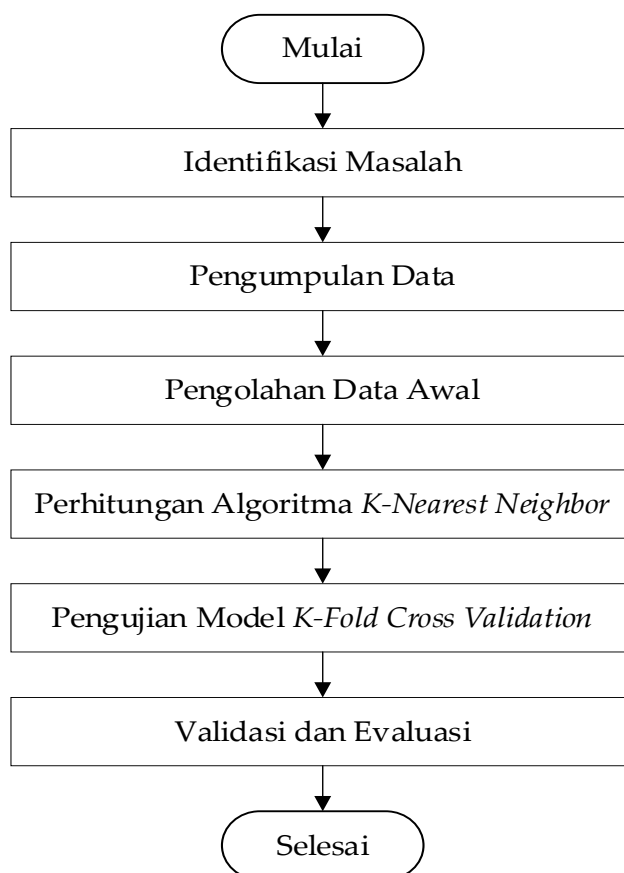 Mulai
Identifikasi Masalah
Pengumpulan Data
Pengolahan Data Awal
Perhitungan Algoritma K-Nearest Neighbor
Pengujian Model K-Fold Cross Validation
Validasi dan Evaluasi
Selesai